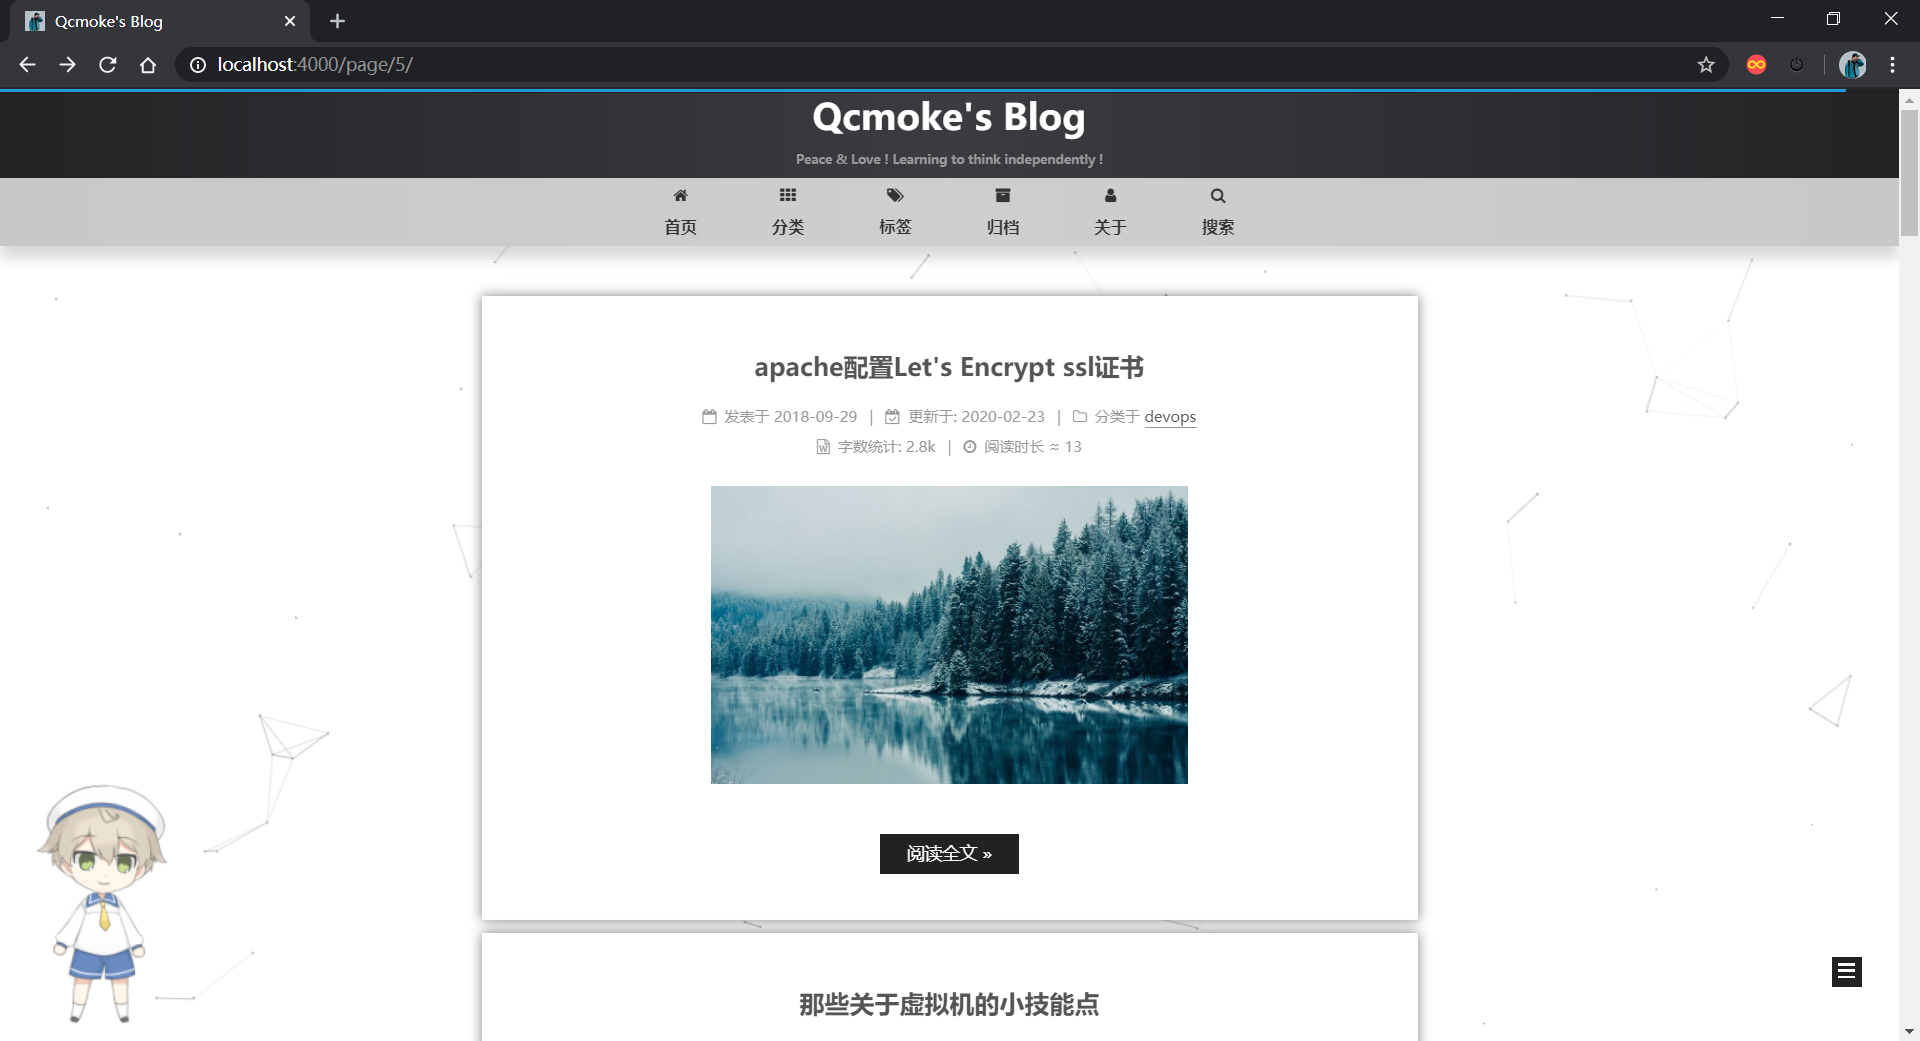 Qcmoke's Blog
localhost:4000/page/5/
Qcmoke's Blog
Peace & Love ! Learning to think independently !
首页 分类 标签 归档 关于 搜索
apache配置Let's Encrypt ssl证书
发表于 2018-09-29 | 更新于: 2020-02-23 | 分类于 devops
字数统计: 2.8k | 阅读时长 ≈ 13
阅读全文 »
那些关于虚拟机的小技能点